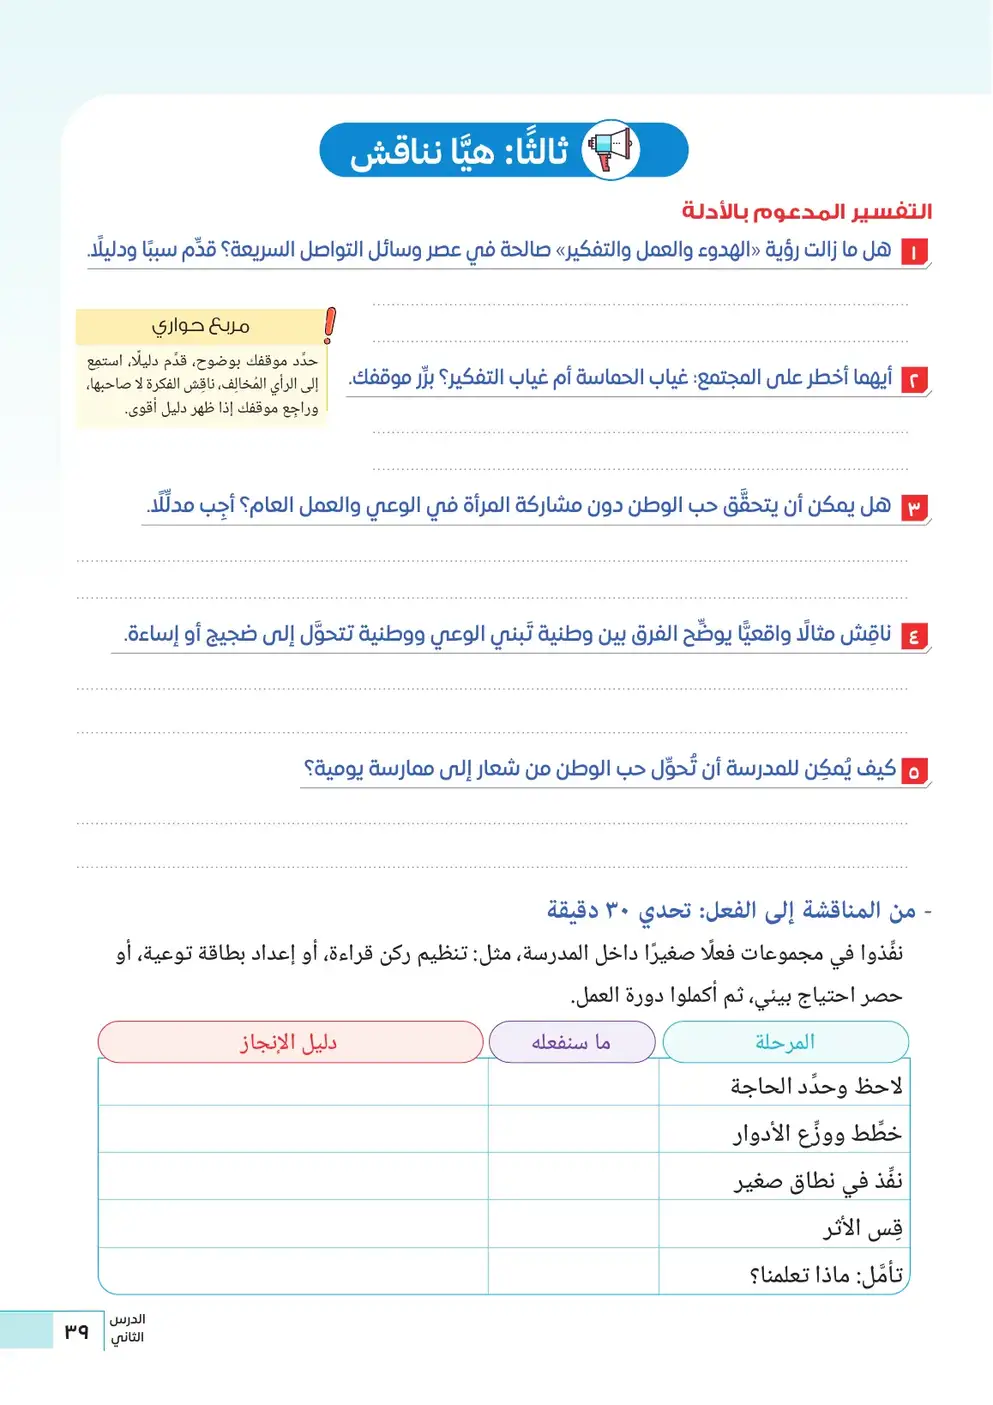 ثالثًا: هيَّا نناقش
التفسير المدعوم بالأدلة
١ هل ما زالت رؤية «الهدوء والعمل والتفكير» صالحة في عصر وسائل التواصل السريعة؟ قدِّم سببًا ودليلًا.
مربع حواري
حدِّد موقفك بوضوح، قدِّم دليلًا، استمِع
إلى الرأي المُخالِف، ناقِش الفكرة لا صاحبها،
وراجِع موقفك إذا ظهر دليل أقوى.
٢ أيهما أخطر على المجتمع: غياب الحماسة أم غياب التفكير؟ برِّر موقفك.
٣ هل يمكن أن يتحقَّق حب الوطن دون مشاركة المرأة في الوعي والعمل العام؟ أجِب مدلِّلًا.
٤ ناقِش مثالًا واقعيًّا يوضِّح الفرق بين وطنية تَبني الوعي ووطنية تتحوَّل إلى ضجيج أو إساءة.
٥ كيف يُمكِن للمدرسة أن تُحوِّل حب الوطن من شعار إلى ممارسة يومية؟
- من المناقشة إلى الفعل: تحدي ٣٠ دقيقة
نفِّذوا في مجموعات فعلًا صغيرًا داخل المدرسة، مثل: تنظيم ركن قراءة، أو إعداد بطاقة توعية، أو
حصر احتياج بيئي، ثم أكملوا دورة العمل.
المرحلة ما سنفعله دليل الإنجاز
لاحظ وحدِّد الحاجة
خطِّط ووزِّع الأدوار
نفِّذ في نطاق صغير
قِس الأثر
تأمَّل: ماذا تعلمنا؟
الدرس
الثاني
٣٩